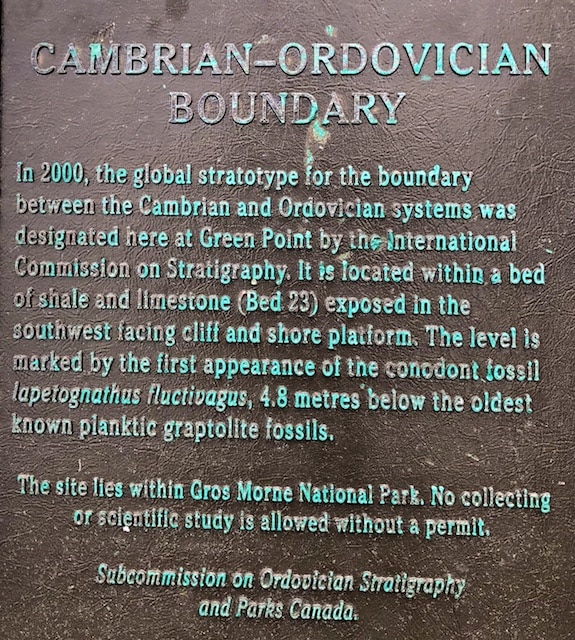 CAMBRIAN–ORDOVICIAN
BOUNDARY
In 2000, the global stratotype for the boundary
between the Cambrian and Ordovician systems was
designated here at Green Point by the International
Commission on Stratigraphy. It is located within a bed
of shale and limestone (Bed 23) exposed in the
southwest facing cliff and shore platform. The level is
marked by the first appearance of the conodont fossil
Iapetognathus fluctivagus, 4.8 metres below the oldest
known planktic graptolite fossils.
The site lies within Gros Morne National Park. No collecting
or scientific study is allowed without a permit.
Subcommission on Ordovician Stratigraphy
and Parks Canada.